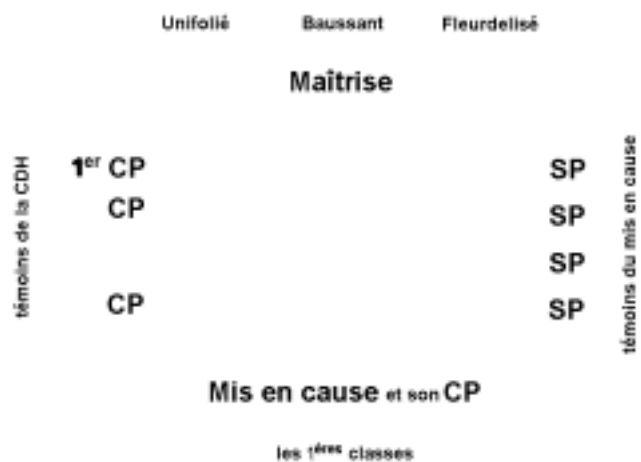 Unifolié Baussant Fleurdelisé
Maîtrise
témoins de la CDH
1er CP
CP
CP
SP
SP
SP
SP
témoins du mis en cause
Mis en cause et son CP
les 1ères classes